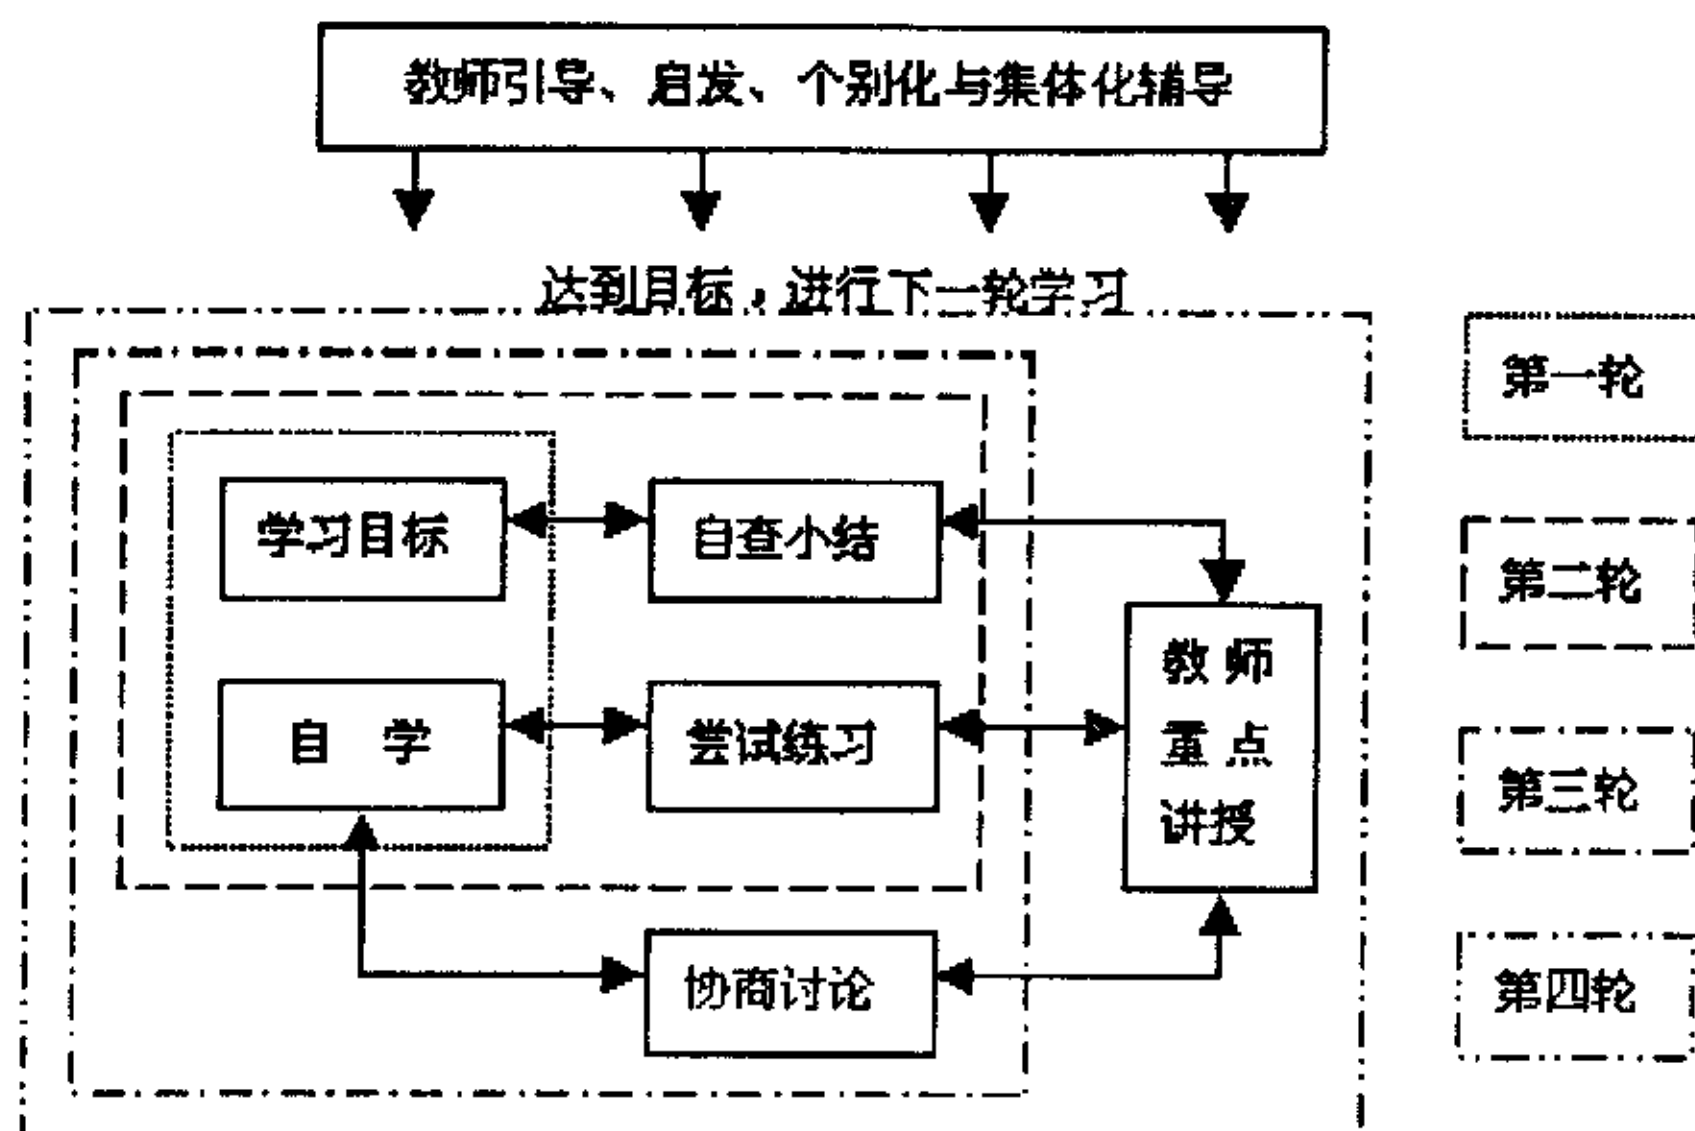 教师引导、启发、个别化与集体化辅导
达到目标，进行下一轮学习
第一轮
学习目标
自查小结
第二轮
教师
重点
讲授
自 学
尝试练习
第三轮
协商讨论
第四轮